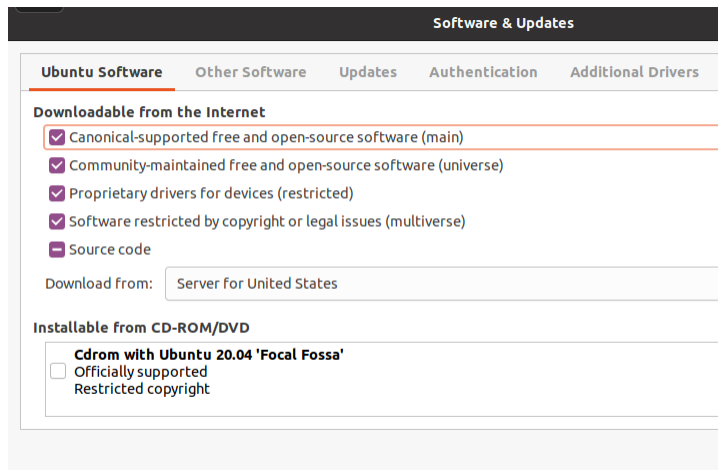 Software & Updates
Ubuntu Software Other Software Updates Authentication Additional Drivers
Downloadable from the Internet
Canonical-supported free and open-source software (main)
Community-maintained free and open-source software (universe)
Proprietary drivers for devices (restricted)
Software restricted by copyright or legal issues (multiverse)
Source code
Download from: Server for United States
Installable from CD-ROM/DVD
Cdrom with Ubuntu 20.04 'Focal Fossa'
Officially supported
Restricted copyright